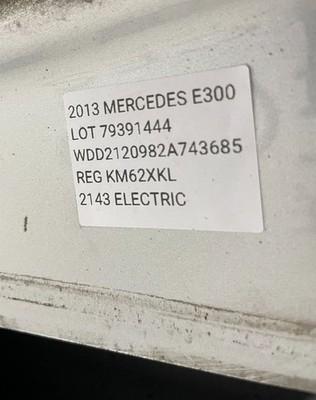 2013 MERCEDES E300
LOT 79391444
WDD2120982A743685
REG KM62XKL
2143 ELECTRIC